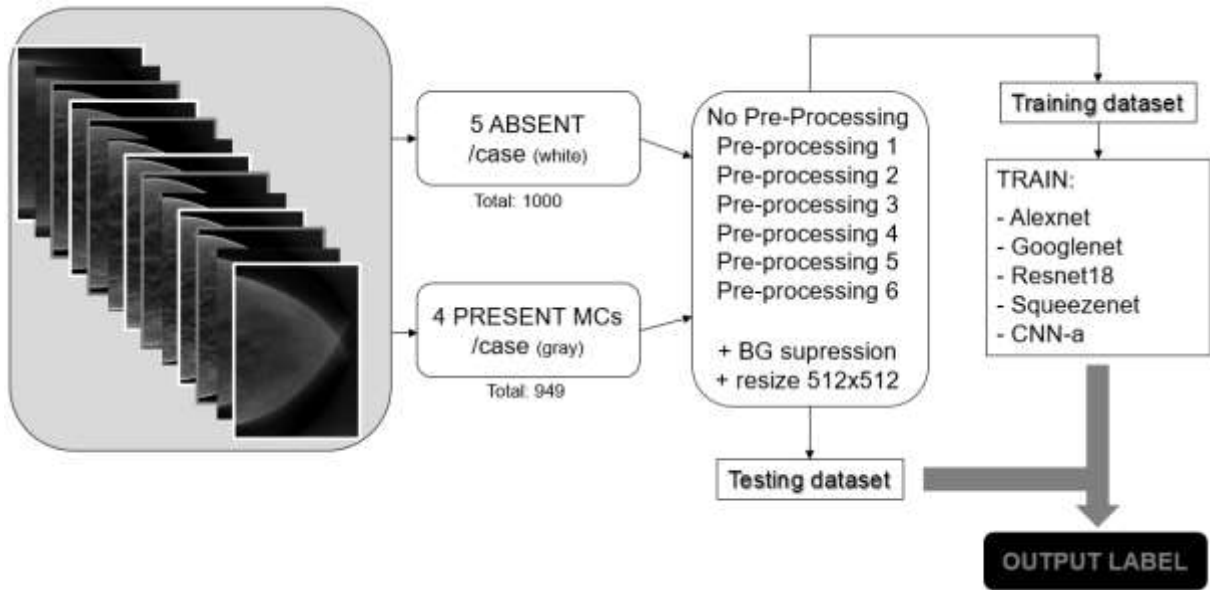 5 ABSENT
/case (white)
Total: 1000
4 PRESENT MCs
/case (gray)
Total: 949
No Pre-Processing
Pre-processing 1
Pre-processing 2
Pre-processing 3
Pre-processing 4
Pre-processing 5
Pre-processing 6
+ BG supression
+ resize 512x512
Training dataset
TRAIN:
- Alexnet
- Googlenet
- Resnet18
- Squeezenet
- CNN-a
Testing dataset
OUTPUT LABEL